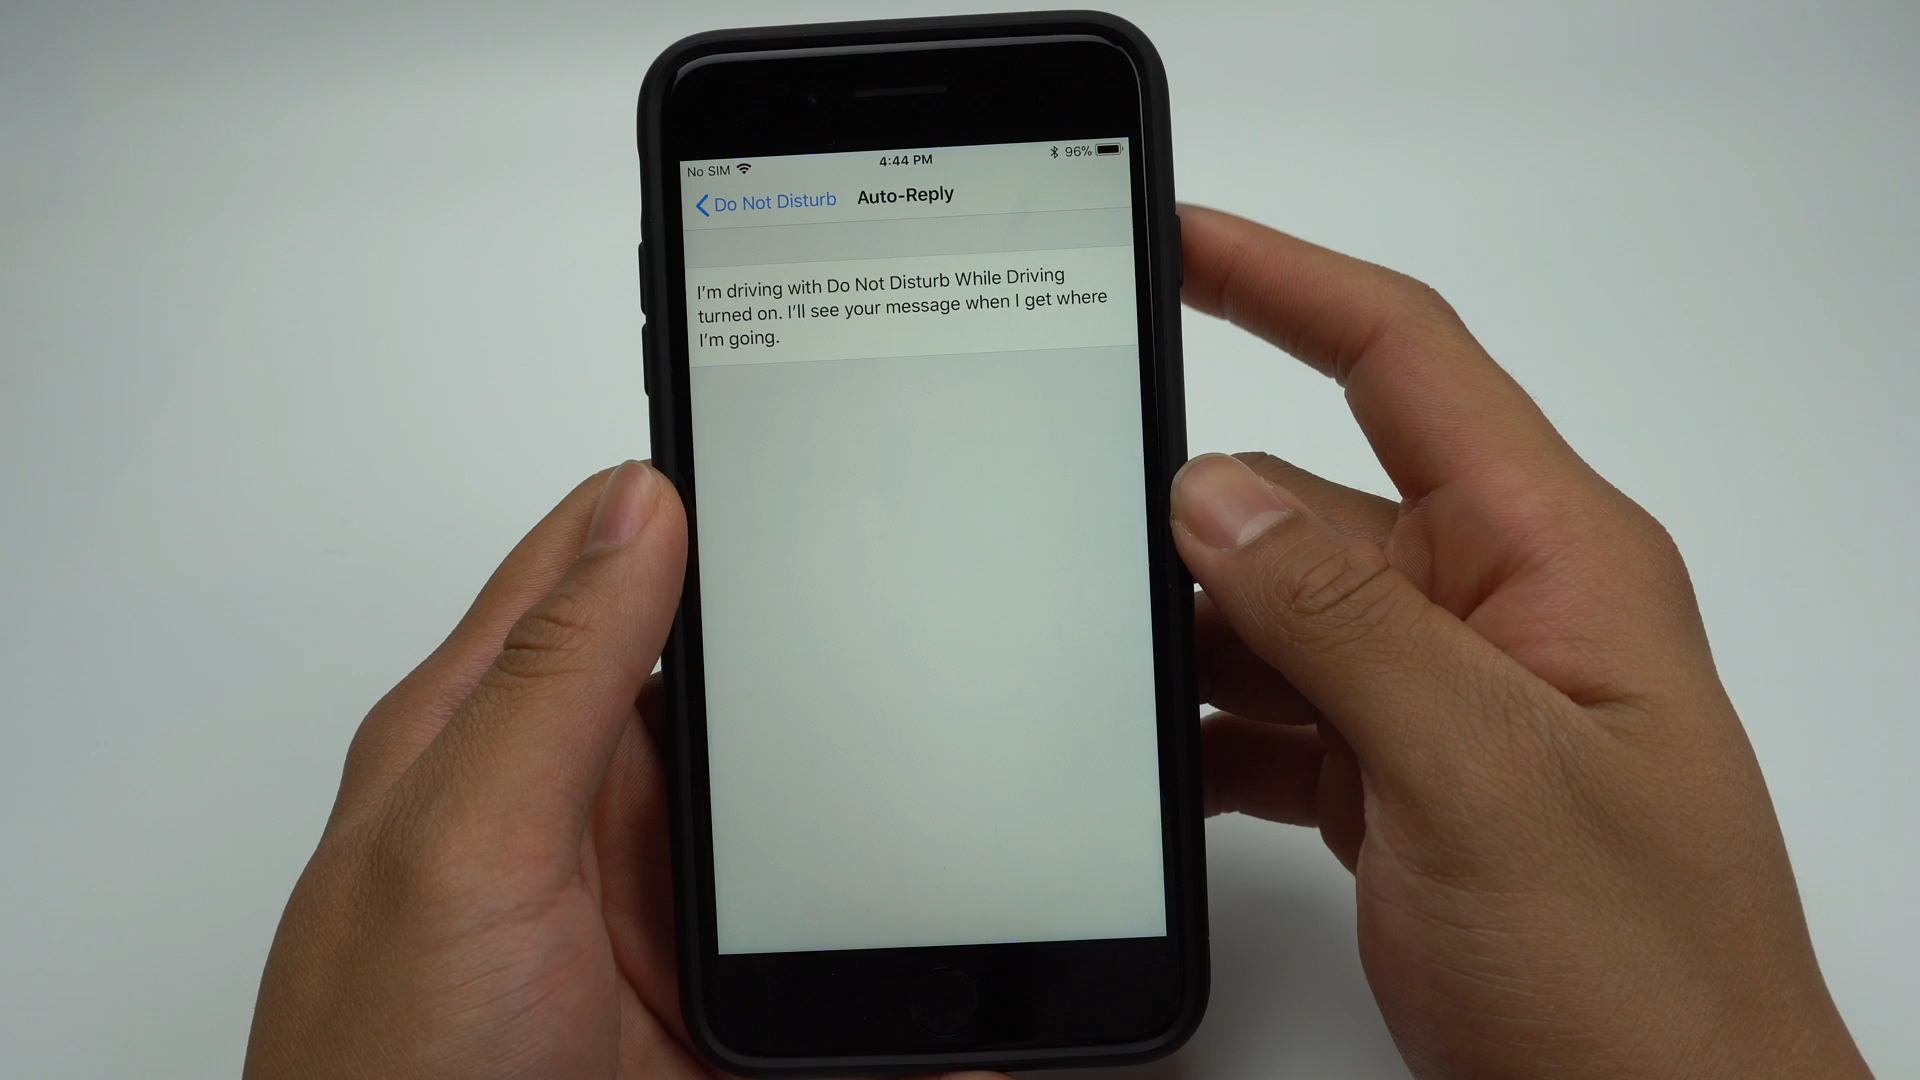 No SIM 4:44 PM 96%
Do Not Disturb Auto-Reply
I’m driving with Do Not Disturb While Driving
turned on. I’ll see your message when I get where
I’m going.